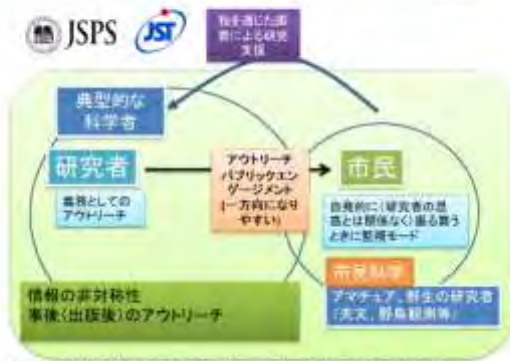 JSPS
JST
税を通じた国
者による研究
支援
典型的な
科学者
研究者
義務としての
アウトリーチ
アウトリーチ
パブリックエン
ゲージメント
(一方向になり
やすい)
市民
自発的に(研究者の思
惑とは関係なく)振る舞う
ときに監視モード
市民科学
アマチュア、野生の研究者
(天文、野鳥観測等)
情報の非対称性
事後(出版後)のアウトリーチ